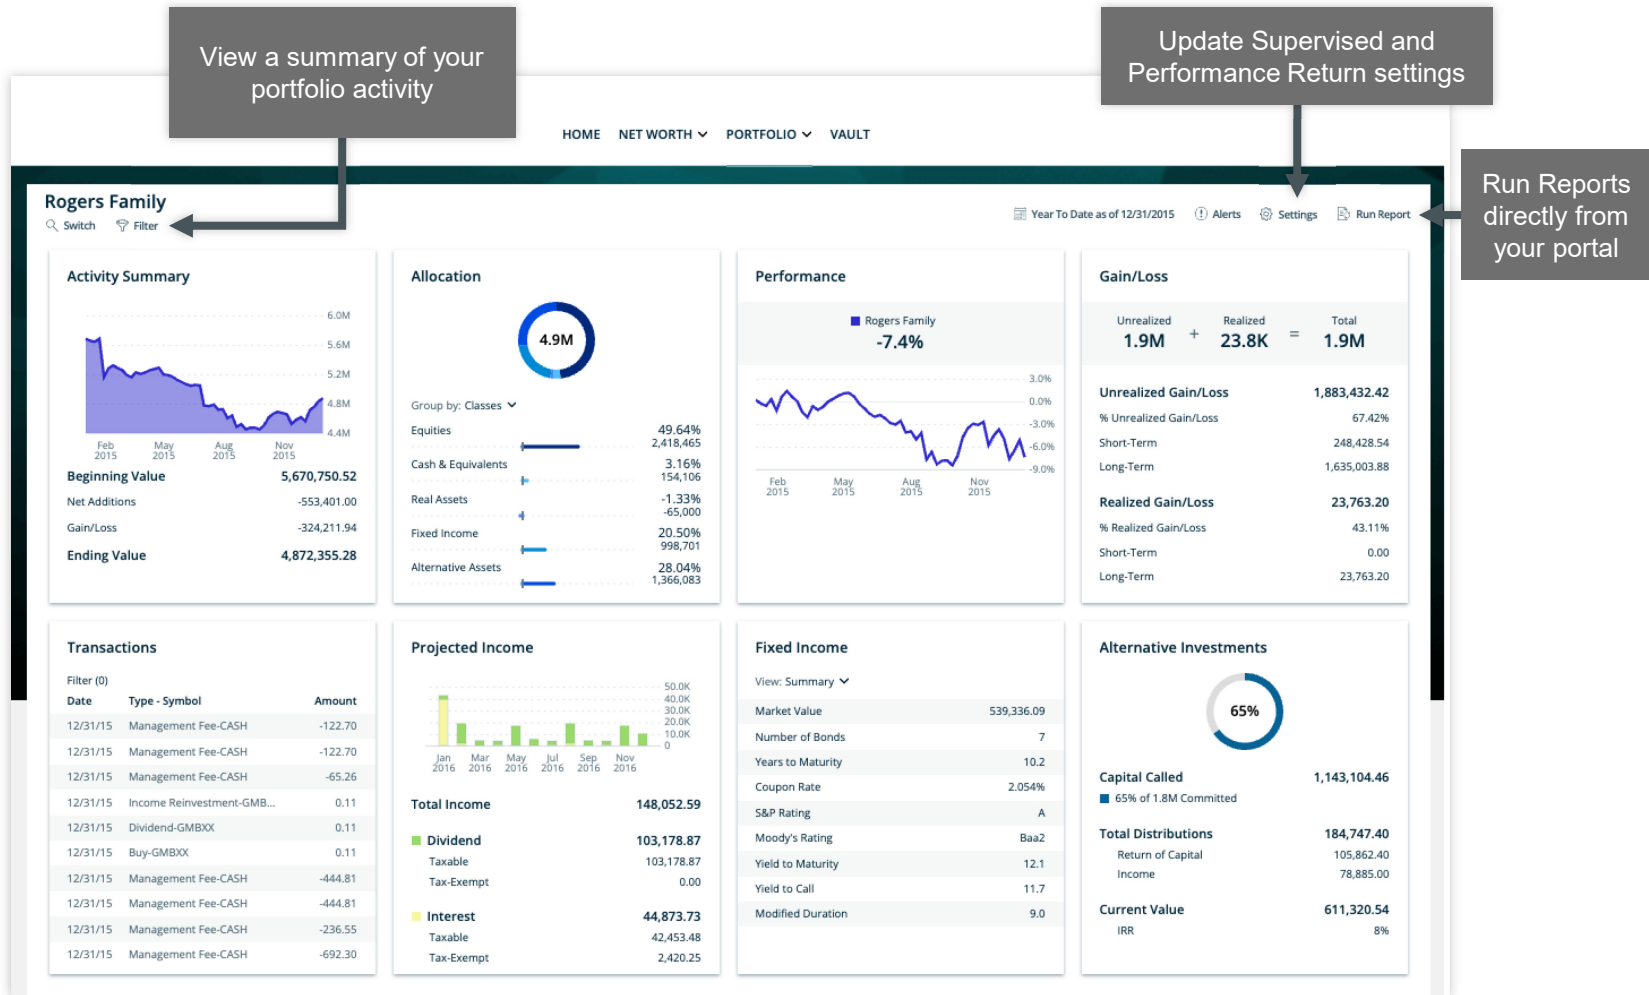 View a summary of your
portfolio activity
Update Supervised and
Performance Return settings
Run Reports
directly from
your portal
HOME NET WORTH PORTFOLIO VAULT
Rogers Family
Switch Filter
Year To Date as of 12/31/2015 Alerts Settings Run Report
Activity Summary
6.0M
5.6M
5.2M
4.8M
4.4M
Feb May Aug Nov
2015 2015 2015 2015
Beginning Value 5,670,750.52
Net Additions -553,401.00
Gain/Loss -324,211.94
Ending Value 4,872,355.28
Allocation
4.9M
Group by: Classes
Equities 49.64%
2,418,465
Cash & Equivalents 3.16%
154,106
Real Assets -1.33%
-65,000
Fixed Income 20.50%
998,701
Alternative Assets 28.04%
1,366,083
Performance
Rogers Family
-7.4%
3.0%
0.0%
-3.0%
-6.0%
-9.0%
Feb May Aug Nov
2015 2015 2015 2015
Gain/Loss
Unrealized Realized Total
1.9M + 23.8K = 1.9M
Unrealized Gain/Loss 1,883,432.42
% Unrealized Gain/Loss 67.42%
Short-Term 248,428.54
Long-Term 1,635,003.88
Realized Gain/Loss 23,763.20
% Realized Gain/Loss 43.11%
Short-Term 0.00
Long-Term 23,763.20
Transactions
Filter (0)
Date Type - Symbol Amount
12/31/15 Management Fee-CASH -122.70
12/31/15 Management Fee-CASH -122.70
12/31/15 Management Fee-CASH -65.26
12/31/15 Income Reinvestment-GMB... 0.11
12/31/15 Dividend-GMBXX 0.11
12/31/15 Buy-GMBXX 0.11
12/31/15 Management Fee-CASH -444.81
12/31/15 Management Fee-CASH -444.81
12/31/15 Management Fee-CASH -236.55
12/31/15 Management Fee-CASH -692.30
Projected Income
50.0K
40.0K
30.0K
20.0K
10.0K
0
Jan Mar May Jul Sep Nov
2016 2016 2016 2016 2016 2016
Total Income 148,052.59
Dividend 103,178.87
Taxable 103,178.87
Tax-Exempt 0.00
Interest 44,873.73
Taxable 42,453.48
Tax-Exempt 2,420.25
Fixed Income
View: Summary
Market Value 539,336.09
Number of Bonds 7
Years to Maturity 10.2
Coupon Rate 2.054%
S&P Rating A
Moody's Rating Baa2
Yield to Maturity 12.1
Yield to Call 11.7
Modified Duration 9.0
Alternative Investments
65%
Capital Called 1,143,104.46
65% of 1.8M Committed
Total Distributions 184,747.40
Return of Capital 105,862.40
Income 78,885.00
Current Value 611,320.54
IRR 8%